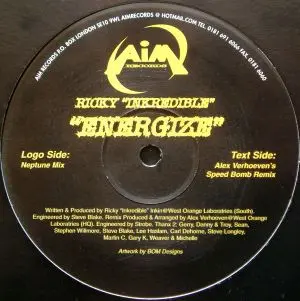 AIM RECORDS P.O. BOX LONDON SE10 9WL AIMRECORDS @ HOTMAIL.COM TEL 0181 691 6066 FAX 0181 6060
AiM
RECORDS
RICKY "INKREDIBLE"
"ENERGIZE"
Logo Side:
Neptune Mix
Text Side:
Alex Verhoeven's
Speed Bomb Remix
Written & Produced by Ricky "Inkredible" Inkin@West Orange Laboratories (South).
Engineered by Steve Blake. Remix Produced & Arranged by Alex Verhoeven@West Orange
Laboratories (HQ). Engineered by Strobe. Thanx 2: Gerry, Danny & Troy, Sean,
Stephen Willmore, Steve Blake, Lee Haslam, Carl Dehorne, Steve Longley,
Martin C, Gary K, Weaver & Michelle
Artwork by BOM Designs